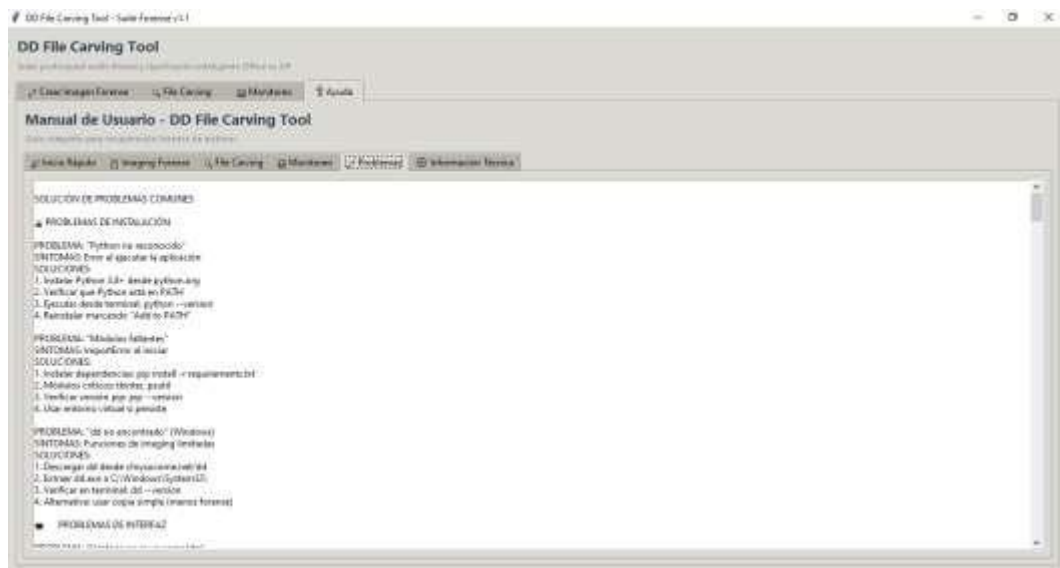 DD File Carving Tool - Suite Forense v3.1
DD File Carving Tool
Crear Imagen Forense File Carving Monitoreo Ayuda
Manual de Usuario - DD File Carving Tool
Guía completa para recuperación forense de archivos
Inicio Rápido Imaging Forense File Carving Monitoreo Problemas Información Técnica
SOLUCIÓN DE PROBLEMAS COMUNES
PROBLEMAS DE INSTALACIÓN
PROBLEMA: "Python no reconocido"
SÍNTOMAS: Error al ejecutar la aplicación
SOLUCIONES:
1. Instalar Python 3.8+ desde python.org
2. Verificar que Python está en PATH
3. Ejecutar desde terminal: python --version
4. Reinstalar marcando "Add to PATH"
PROBLEMA: "Módulos faltantes"
SÍNTOMAS: ImportError al iniciar
SOLUCIONES:
1. Instalar dependencias: pip install -r requirements.txt
2. Módulos críticos: tkinter, psutil
3. Verificar versión pip: pip --version
4. Usar entorno virtual si persiste
PROBLEMA: "dd no encontrado" (Windows)
SÍNTOMAS: Funciones de imaging limitadas
SOLUCIONES:
1. Descargar dd desde chrysocome.net/dd
2. Extraer dd.exe a C:\Windows\System32\
3. Verificar en terminal: dd --version
4. Alternativa: usar copia simple (menos forense)
PROBLEMAS DE INTERFAZ